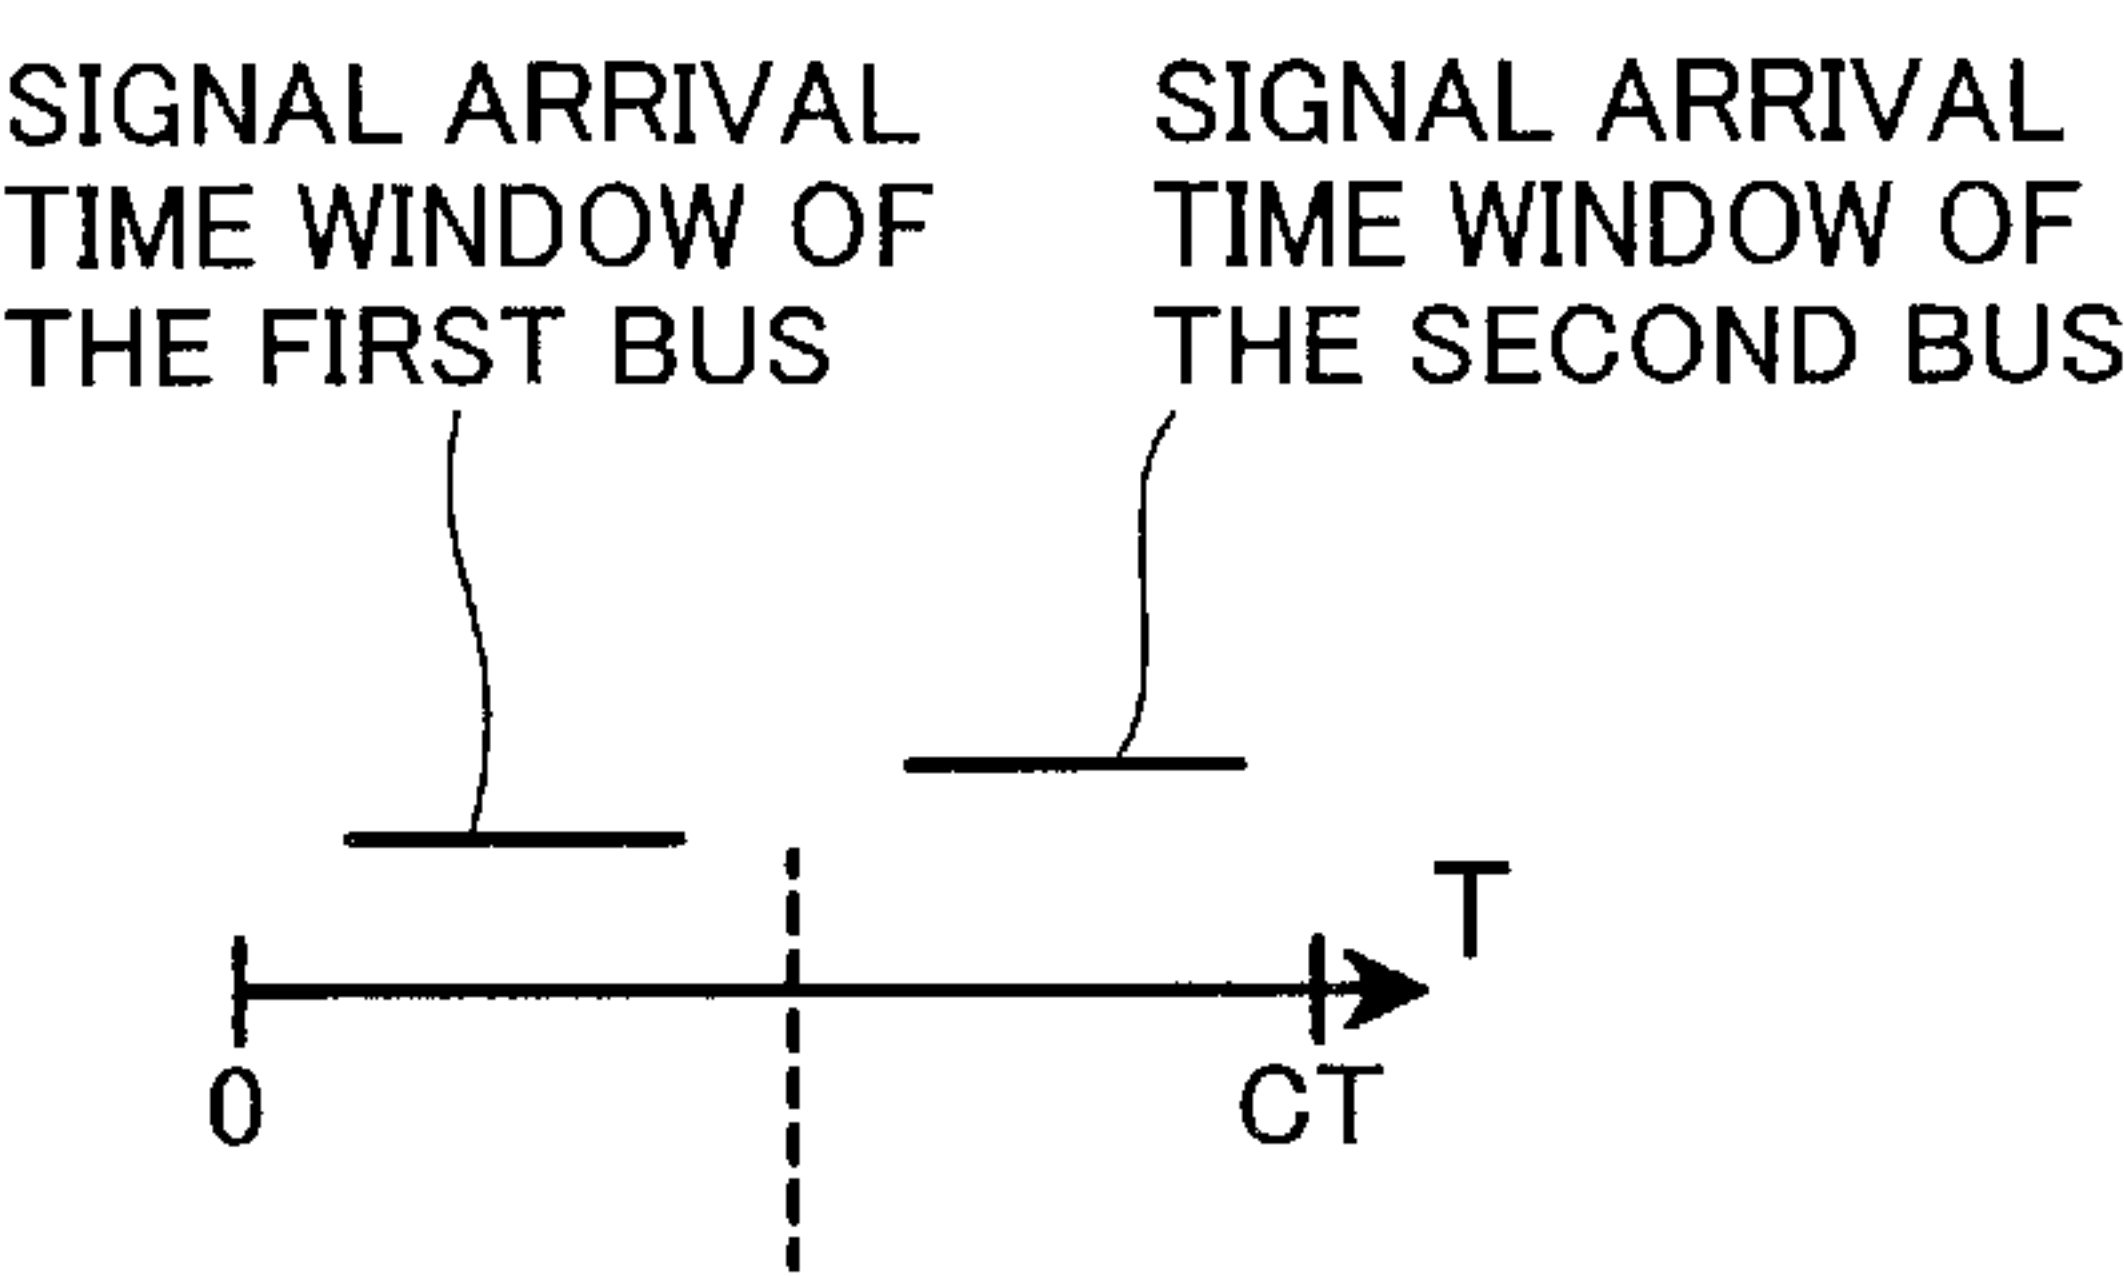 SIGNAL ARRIVAL
TIME WINDOW OF
THE FIRST BUS
SIGNAL ARRIVAL
TIME WINDOW OF
THE SECOND BUS
T
0
CT